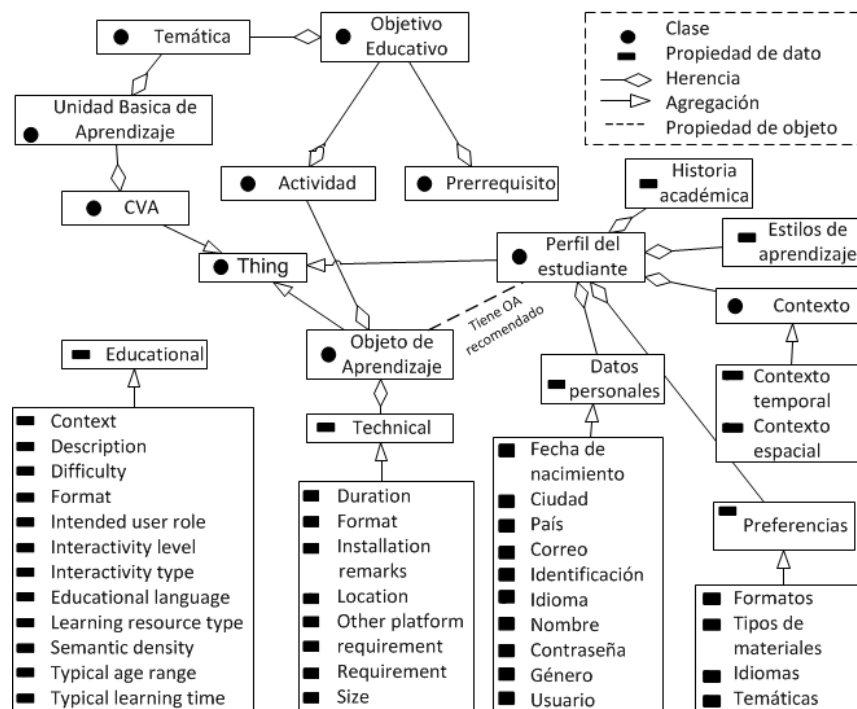 Temática
Objetivo
Educativo
Clase
Propiedad de dato
Herencia
Agregación
Propiedad de objeto
Unidad Basica de
Aprendizaje
Actividad
Prerrequisito
Historia
académica
CVA
Perfil del
estudiante
Estilos de
aprendizaje
Thing
Tiene OA
recomendado
Contexto
Educational
Objeto de
Aprendizaje
Datos
personales
Contexto
temporal
Contexto
espacial
Technical
Context
Description
Difficulty
Format
Intended user role
Interactivity level
Interactivity type
Educational language
Learning resource type
Semantic density
Typical age range
Typical learning time
Duration
Format
Installation
remarks
Location
Other platform
requirement
Requirement
Size
Fecha de
nacimiento
Ciudad
País
Correo
Identificación
Idioma
Nombre
Contraseña
Género
Usuario
Preferencias
Formatos
Tipos de
materiales
Idiomas
Temáticas